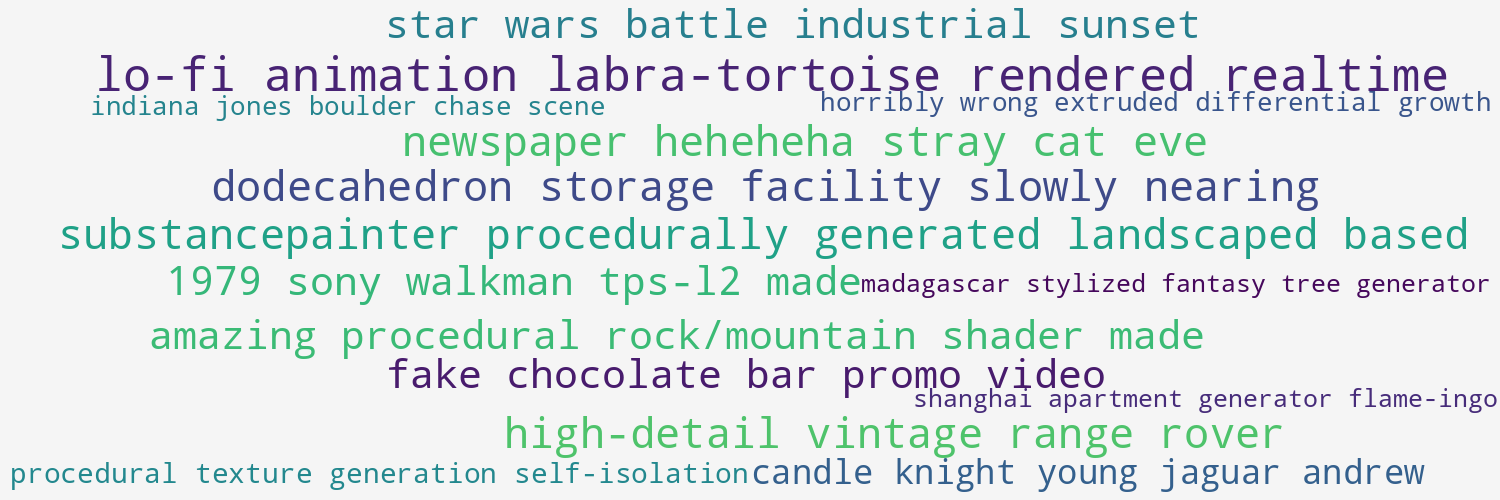 star wars battle industrial sunset
lo-fi animation labra-tortoise rendered realtime
indiana jones boulder chase scene
horribly wrong extruded differential growth
newspaper heheheha stray cat eve
dodecahedron storage facility slowly nearing
substancepainter procedurally generated landscaped based
1979 sony walkman tps-l2 made
madagascar stylized fantasy tree generator
amazing procedural rock/mountain shader made
fake chocolate bar promo video
shanghai apartment generator flame-ingo
high-detail vintage range rover
procedural texture generation self-isolation
candle knight young jaguar andrew